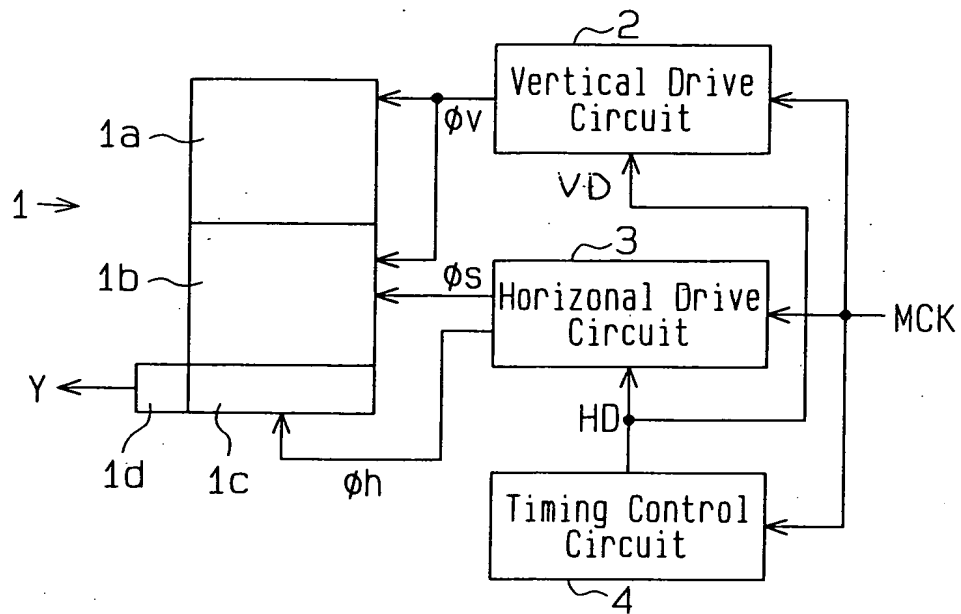 2
Vertical Drive
Circuit
φv
1a
VD
1
3
1b
φs
Horizonal Drive
Circuit
MCK
Y
HD
1d
1c
φh
Timing Control
Circuit
4